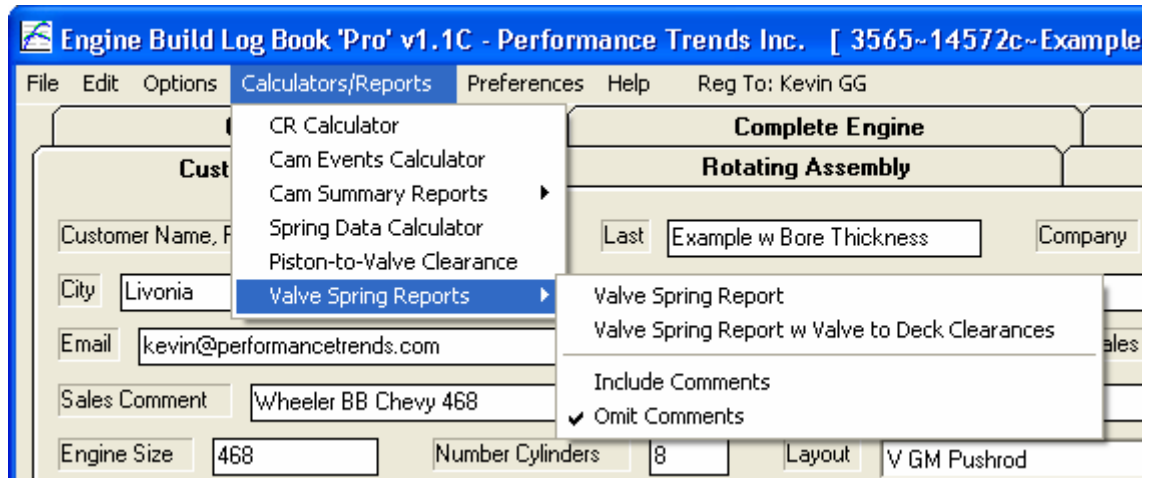 Engine Build Log Book 'Pro' v1.1C - Performance Trends Inc. [ 3565~14572c~Example
File Edit Options Calculators/Reports Preferences Help Reg To: Kevin GG
Complete Engine
Cust Rotating Assembly
CR Calculator
Cam Events Calculator
Cam Summary Reports
Spring Data Calculator
Piston-to-Valve Clearance
Valve Spring Reports
Valve Spring Report
Valve Spring Report w Valve to Deck Clearances
Include Comments
Omit Comments
Customer Name, Last Example w Bore Thickness Company
City Livonia
Email kevin@performancetrends.com ales
Sales Comment Wheeler BB Chevy 468
Engine Size 468 Number Cylinders 8 Layout V GM Pushrod